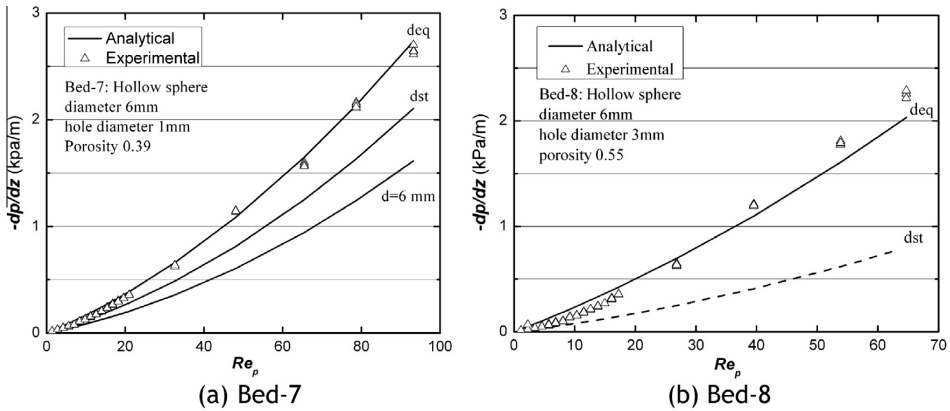 3
2
1
0
-dp/dz (kpa/m)
Analytical
Experimental
Bed-7: Hollow sphere
diameter 6mm
hole diameter 1mm
Porosity 0.39
deq
dst
d=6 mm
0 20 40 60 80 100
Re_p
(a) Bed-7
3
2
1
0
-dp/dz (kPa/m)
Analytical
Experimental
Bed-8: Hollow sphere
diameter 6mm
hole diameter 3mm
porosity 0.55
deq
dst
0 10 20 30 40 50 60 70
Re_p
(b) Bed-8